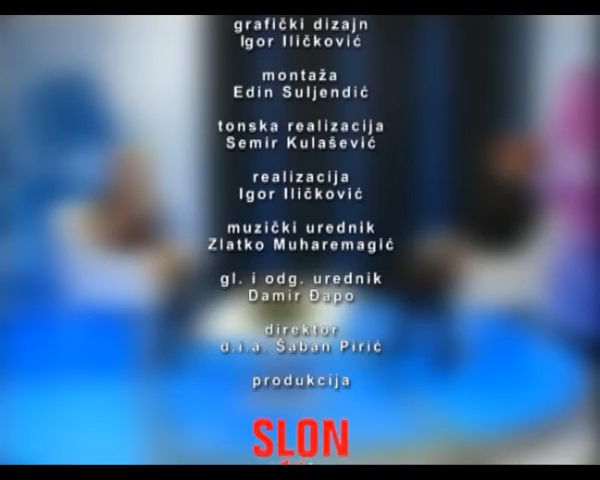 grafički dizajn
Igor Iličković
montaža
Edin Suljendić
tonska realizacija
Semir Kulašević
realizacija
Igor Iličković
muzički urednik
Zlatko Muharemagić
gl. i odg. urednik
Damir Đapo
direktor
d.i.a. Šaban Pirić
produkcija
SLON